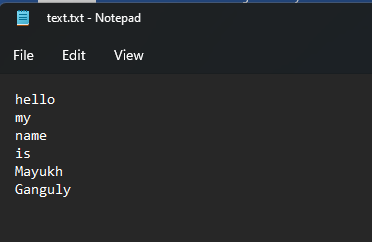 text.txt - Notepad
File Edit View
hello
my
name
is
Mayukh
Ganguly